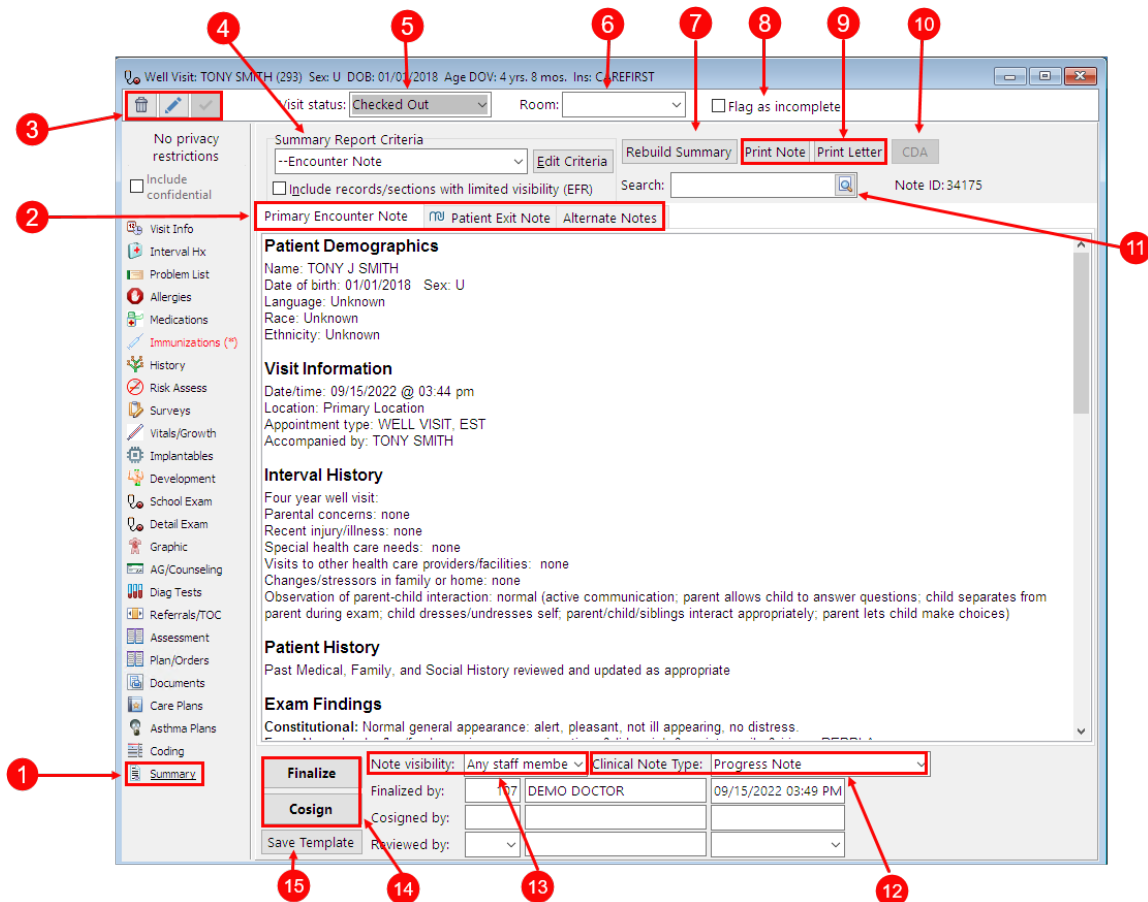 4
5
6
7
8
9
10
Well Visit: TONY SMITH (293) Sex: U DOB: 01/01/2018 Age DOV: 4 yrs. 8 mos. Ins: CAREFIRST
3
Visit status: Checked Out Room: Flag as incomplete
No privacy
restrictions
Include
confidential
Summary Report Criteria
--Encounter Note Edit Criteria
Include records/sections with limited visibility (EFR)
Rebuild Summary Print Note Print Letter CDA
Search: Note ID: 34175
2
Primary Encounter Note Patient Exit Note Alternate Notes
11
Visit Info
Interval Hx
Problem List
Allergies
Medications
Immunizations (*)
History
Risk Assess
Surveys
Vitals/Growth
Implantables
Development
School Exam
Detail Exam
Graphic
AG/Counseling
Diag Tests
Referrals/TOC
Assessment
Plan/Orders
Documents
Care Plans
Asthma Plans
Coding
1
Summary
Patient Demographics
Name: TONY J SMITH
Date of birth: 01/01/2018 Sex: U
Language: Unknown
Race: Unknown
Ethnicity: Unknown
Visit Information
Date/time: 09/15/2022 @ 03:44 pm
Location: Primary Location
Appointment type: WELL VISIT, EST
Accompanied by: TONY SMITH
Interval History
Four year well visit:
Parental concerns: none
Recent injury/illness: none
Special health care needs: none
Visits to other health care providers/facilities: none
Changes/stressors in family or home: none
Observation of parent-child interaction: normal (active communication; parent allows child to answer questions; child separates from
parent during exam; child dresses/undresses self; parent/child/siblings interact appropriately; parent lets child make choices)
Patient History
Past Medical, Family, and Social History reviewed and updated as appropriate
Exam Findings
Constitutional: Normal general appearance: alert, pleasant, not ill appearing, no distress.
Finalize
Cosign
Save Template
Note visibility: Any staff membe Clinical Note Type: Progress Note
Finalized by: 107 DEMO DOCTOR 09/15/2022 03:49 PM
Cosigned by:
Reviewed by:
15
14
13
12